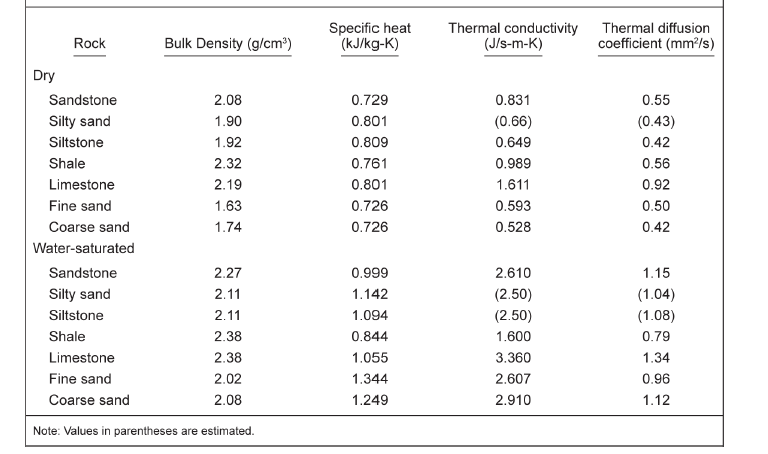 Rock Bulk Density (g/cm³) Specific heat (kJ/kg-K) Thermal conductivity (J/s-m-K) Thermal diffusion coefficient (mm²/s)
Dry
Sandstone 2.08 0.729 0.831 0.55
Silty sand 1.90 0.801 (0.66) (0.43)
Siltstone 1.92 0.809 0.649 0.42
Shale 2.32 0.761 0.989 0.56
Limestone 2.19 0.801 1.611 0.92
Fine sand 1.63 0.726 0.593 0.50
Coarse sand 1.74 0.726 0.528 0.42
Water-saturated
Sandstone 2.27 0.999 2.610 1.15
Silty sand 2.11 1.142 (2.50) (1.04)
Siltstone 2.11 1.094 (2.50) (1.08)
Shale 2.38 0.844 1.600 0.79
Limestone 2.38 1.055 3.360 1.34
Fine sand 2.02 1.344 2.607 0.96
Coarse sand 2.08 1.249 2.910 1.12
Note: Values in parentheses are estimated.